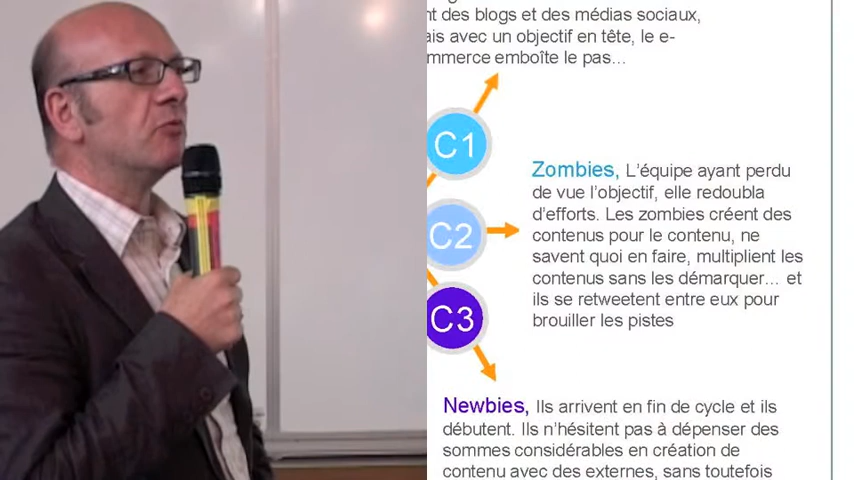 nt des blogs et des médias sociaux,
ais avec un objectif en tête, le e-
mmerce emboîte le pas...
C1
Zombies, L'équipe ayant perdu
de vue l'objectif, elle redoubla
d'efforts. Les zombies créent des
contenus pour le contenu, ne
savent quoi en faire, multiplient les
contenus sans les démarquer... et
ils se retweetent entre eux pour
brouiller les pistes
C2
C3
Newbies, Ils arrivent en fin de cycle et ils
débutent. Ils n'hésitent pas à dépenser des
sommes considérables en création de
contenu avec des externes, sans toutefois